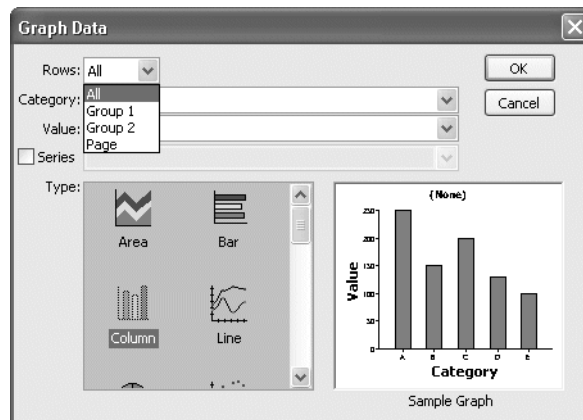 Graph Data
Rows: All
OK
All
Group 1
Group 2
Page
Category:
Cancel
Value:
Series
Type:
Area
Bar
Column
Line
(None)
Value
250
200
150
100
50
0
A B C D E
Category
Sample Graph